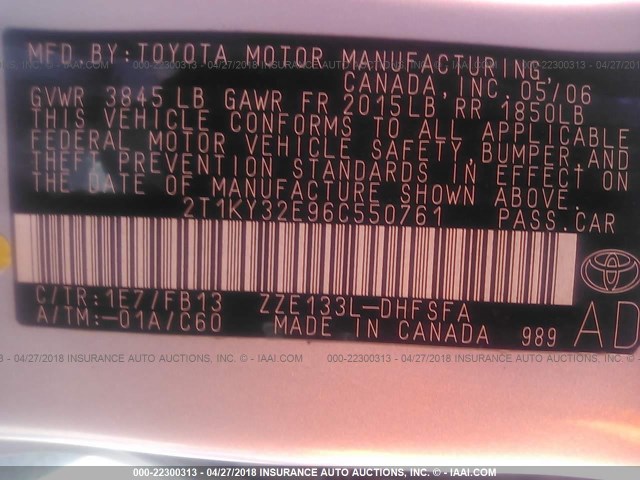 MFD.BY:TOYOTA MOTOR MANUFACTURING,
CANADA,INC.05/06
GVWR 3845LB GAWR FR 2015LB RR 1850LB
THIS VEHICLE CONFORMS TO ALL APPLICABLE
FEDERAL MOTOR VEHICLE SAFETY,BUMPER,AND
THEFT PREVENTION STANDARDS IN EFFECT ON
THE DATE OF MANUFACTURE SHOWN ABOVE.
2T1KY32E96C550761 PASS.CAR
C/TR:1E7/FB13 ZZE133L-DHFSFA
A/TM:-01A/C60 MADE IN CANADA 989 AD
000-22300313 - 04/27/2018 INSURANCE AUTO AUCTIONS INC. © - IAAI.COM